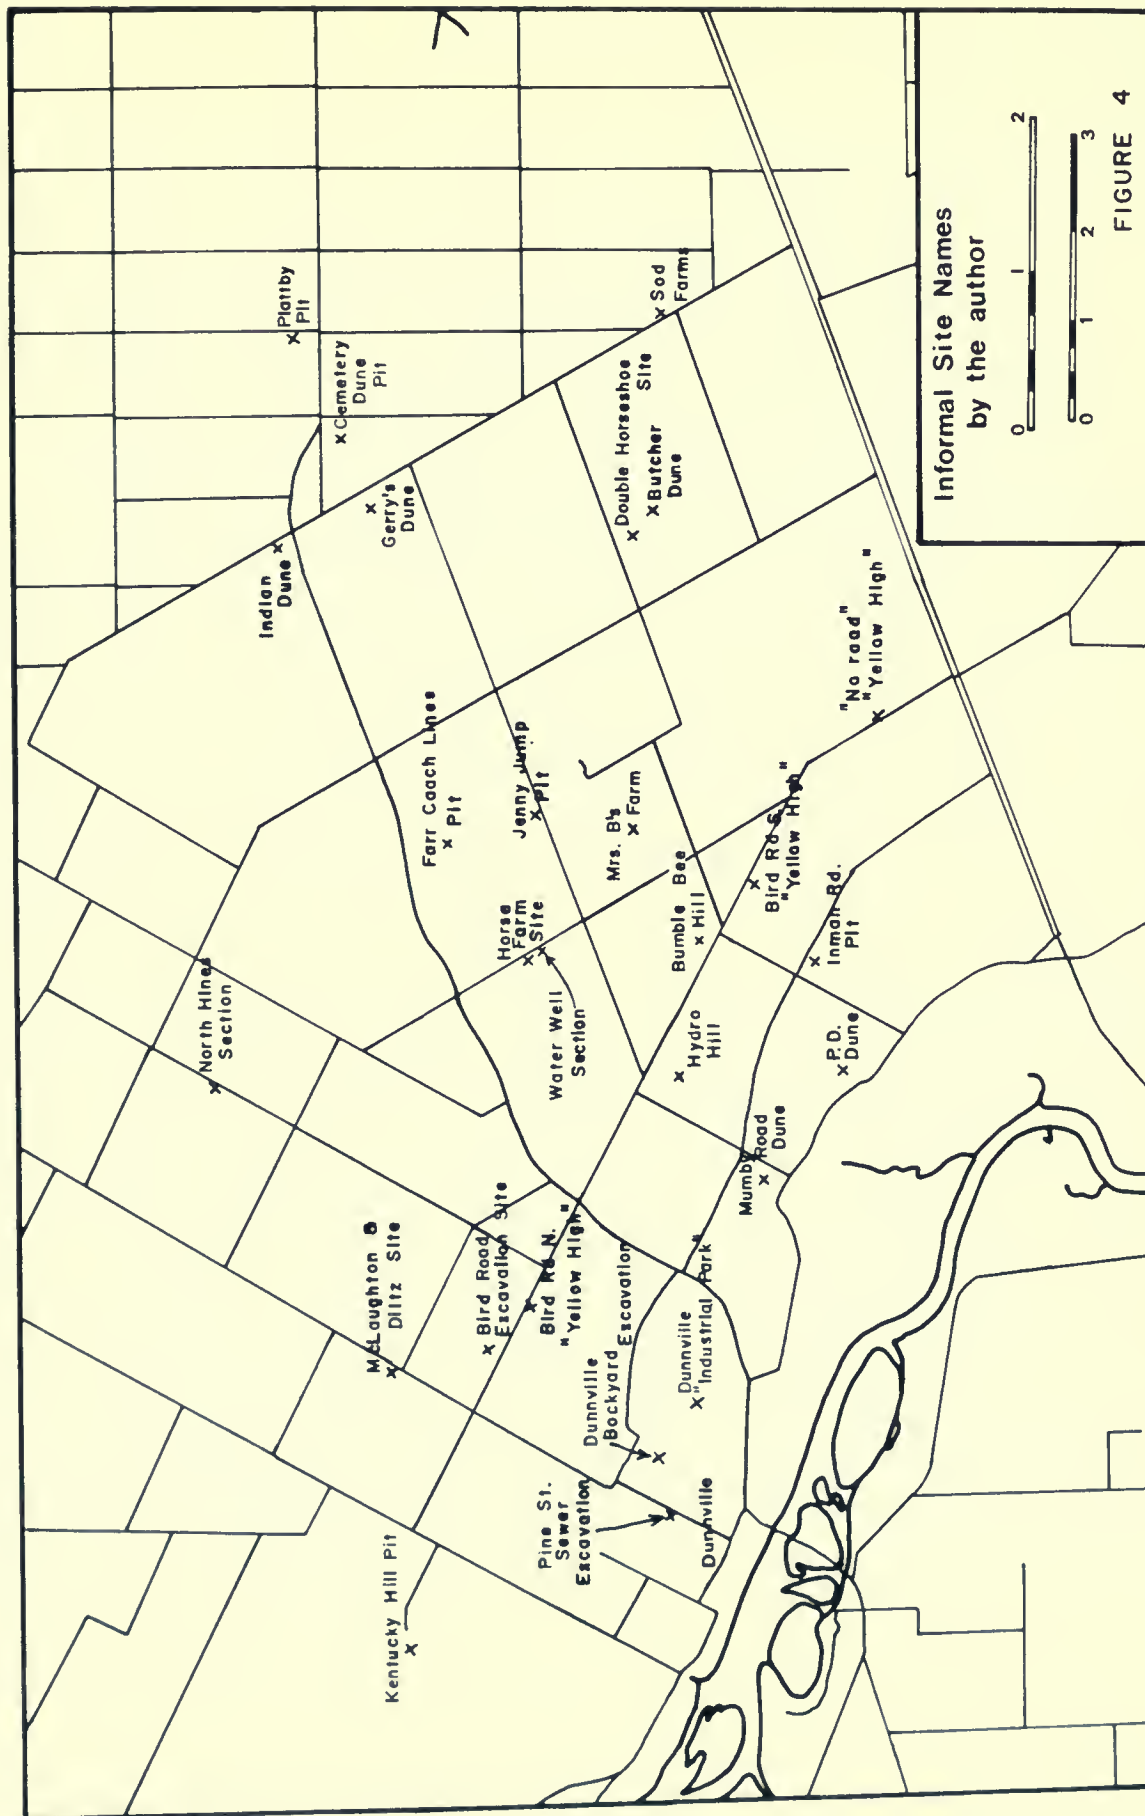 Kentucky Hill Pit
McLaughton &
Diltz Site
North Hines
Section
Indian
Dune
Plattby
Pit
Cemetery
Dune
Pit
Gerry's
Dune
Farr Coach Lines
Pit
Horse
Farm
Site
Jenny Jump
Pit
Water Well
Section
Bird Road
Excavation Site
Bird Rd N.
"Yellow High"
Pine St.
Sewer
Excavation
Dunnville
Backyard
Excavation
Mrs. B's
Farm
Double Horseshoe
Site
Butcher
Dune
Sod
Farms
Bumble Bee
Hill
Hydro
Hill
Dunnville
Dunnville
"Industrial Park"
Mumby
Road
Dune
Bird Rd S.
"Yellow High"
Inman Rd.
Pit
P.D.
Dune
"No road"
"Yellow High"
Informal Site Names
by the author
0 1 2
0 1 2 3
FIGURE 4